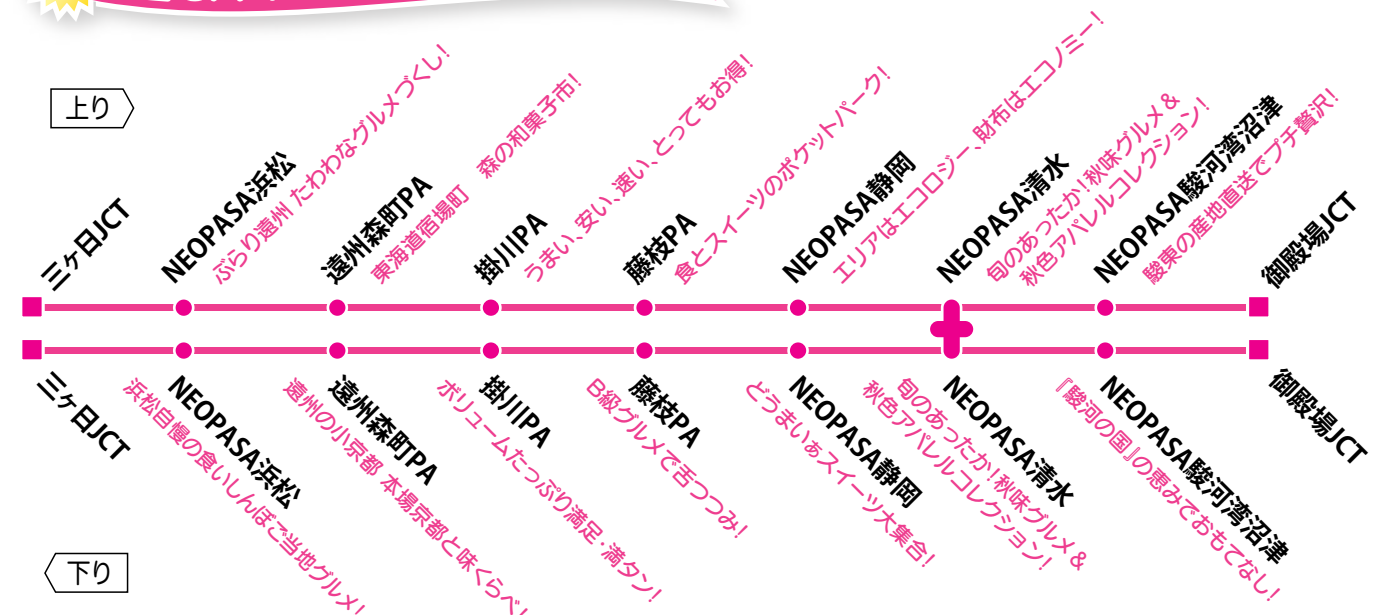 上り
三ヶ日JCT
NEOPASA浜松
ぶらり遠州 たわわなグルメづくし!
遠州森町PA
東海道宿場町 森の和菓子市!
掛川PA
うまい、安い、速い、とってもお得!
藤枝PA
食とスイーツのポケットパーク!
NEOPASA静岡
エリアはエコロジー、財布はエコノミー!
NEOPASA清水
旬のあったか!秋味グルメ&
秋色アパレルコレクション!
NEOPASA駿河湾沼津
駿東の産地直送でプチ贅沢!
御殿場JCT
三ヶ日JCT
NEOPASA浜松
浜松自慢の食いしんぼご当地グルメ!
遠州森町PA
遠州の小京都 本場京都と味くらべ!
掛川PA
ボリュームたっぷり満足・満タン!
藤枝PA
B級グルメで舌つつみ!
NEOPASA静岡
どうまいぁスイーツ大集合!
NEOPASA清水
旬のあったか!秋味グルメ&
秋色アパレルコレクション!
NEOPASA駿河湾沼津
『駿河の国』の恵みでおもてなし!
御殿場JCT
下り